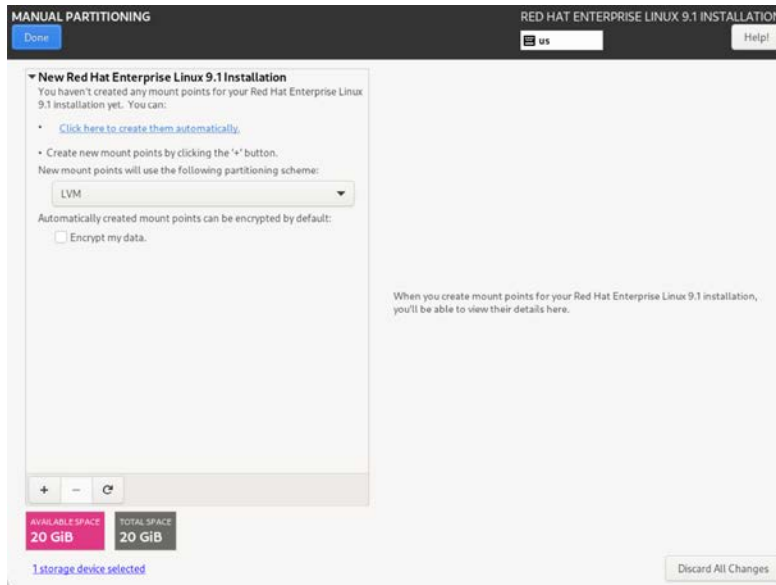 MANUAL PARTITIONING
RED HAT ENTERPRISE LINUX 9.1 INSTALLATION
Done
us
Help!
New Red Hat Enterprise Linux 9.1 Installation
You haven't created any mount points for your Red Hat Enterprise Linux
9.1 installation yet. You can:
• Click here to create them automatically.
• Create new mount points by clicking the '+' button.
New mount points will use the following partitioning scheme:
LVM
Automatically created mount points can be encrypted by default:
Encrypt my data.
When you create mount points for your Red Hat Enterprise Linux 9.1 installation,
you'll be able to view their details here.
+ −
AVAILABLE SPACE
20 GiB
TOTAL SPACE
20 GiB
1 storage device selected
Discard All Changes